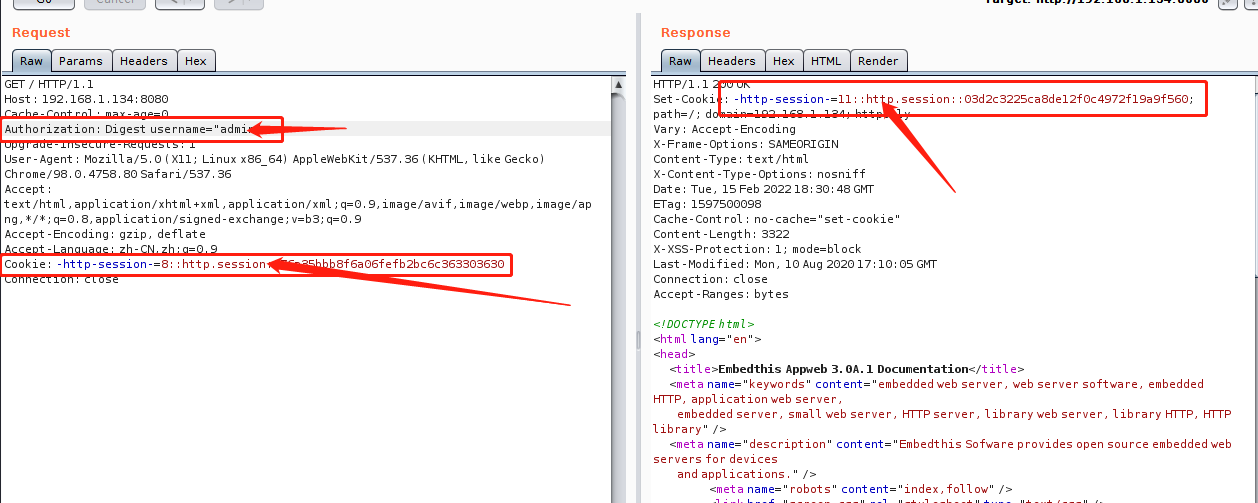 Request
Raw Params Headers Hex
GET / HTTP/1.1
Host: 192.168.1.134:8080
Cache-Control: max-age=0
Authorization: Digest username="admi
Upgrade-Insecure-Requests: 1
User-Agent: Mozilla/5.0 (X11; Linux x86_64) AppleWebKit/537.36 (KHTML, like Gecko)
Chrome/98.0.4758.80 Safari/537.36
Accept:
text/html,application/xhtml+xml,application/xml;q=0.9,image/avif,image/webp,image/ap
ng,*/*;q=0.8,application/signed-exchange;v=b3;q=0.9
Accept-Encoding: gzip, deflate
Accept-Language: zh-CN,zh;q=0.9
Cookie: -http-session-=8::http.session
Connection: close
Target: http://192.168.1.134:8080
Response
Raw Headers Hex HTML Render
HTTP/1.1 200 OK
Set-Cookie: -http-session-=11::http.session::03d2c3225ca8de12f0c4972f19a9f560;
path=/; domain=192.168.1.134; httponly
Vary: Accept-Encoding
X-Frame-Options: SAMEORIGIN
Content-Type: text/html
X-Content-Type-Options: nosniff
Date: Tue, 15 Feb 2022 18:30:48 GMT
ETag: 1597500098
Cache-Control: no-cache="set-cookie"
Content-Length: 3322
X-XSS-Protection: 1; mode=block
Last-Modified: Mon, 10 Aug 2020 17:10:05 GMT
Connection: close
Accept-Ranges: bytes
<!DOCTYPE html>
<html lang="en">
<head>
<title>Embedthis Appweb 3.0A.1 Documentation</title>
<meta name="keywords" content="embedded web server, web server software, embedded
HTTP, application web server,
embedded server, small web server, HTTP server, library web server, library HTTP, HTTP
library" />
<meta name="description" content="Embedthis Sofware provides open source embedded web
servers for devices
and applications." />
<meta name="robots" content="index,follow" />